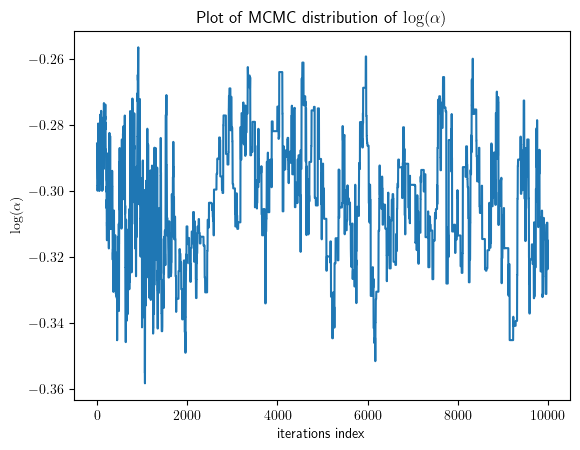 Plot of MCMC distribution of log(α)
−0.26
−0.28
−0.30
−0.32
−0.34
−0.36
log(α)
0 2000 4000 6000 8000 10000
iterations index